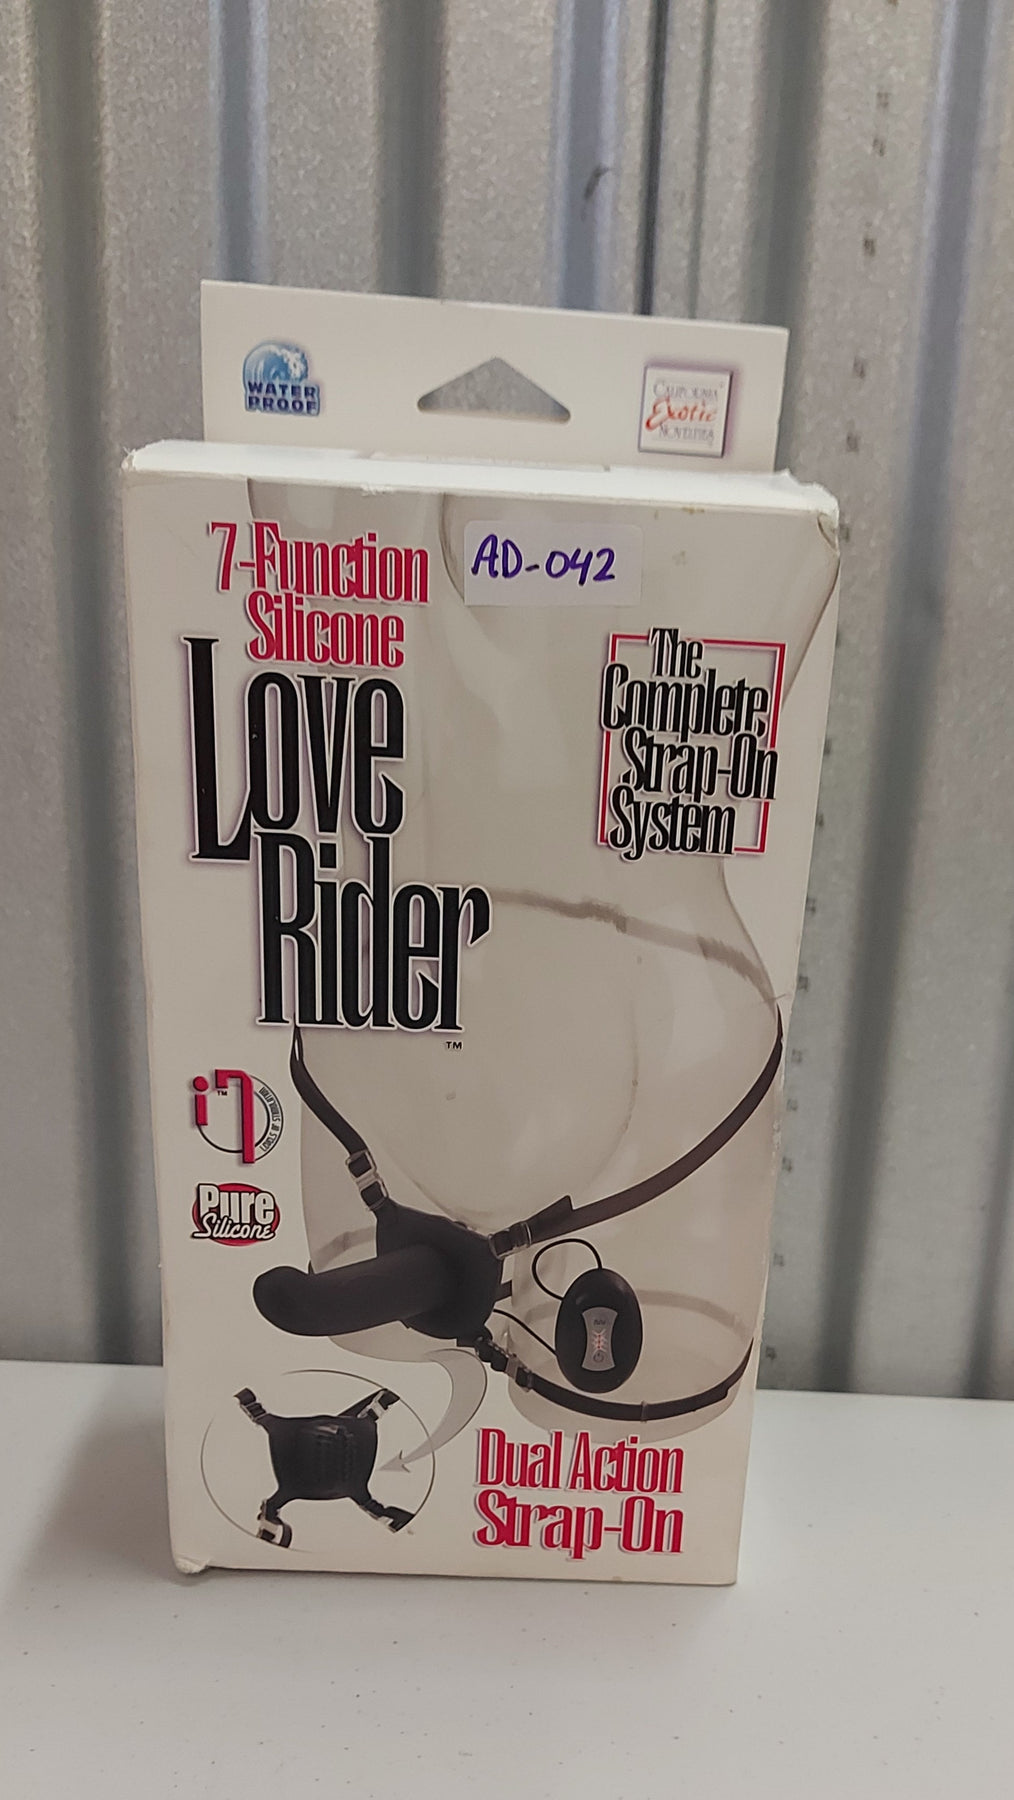 WATER
PROOF
CALIFORNIA
Exotic
NOVELTIES
7-Function
Silicone
AD-042
Love
Rider
TM
The
Complete
Strap-On
System
i7
TM
Pure
Silicone
Dual Action
Strap-On